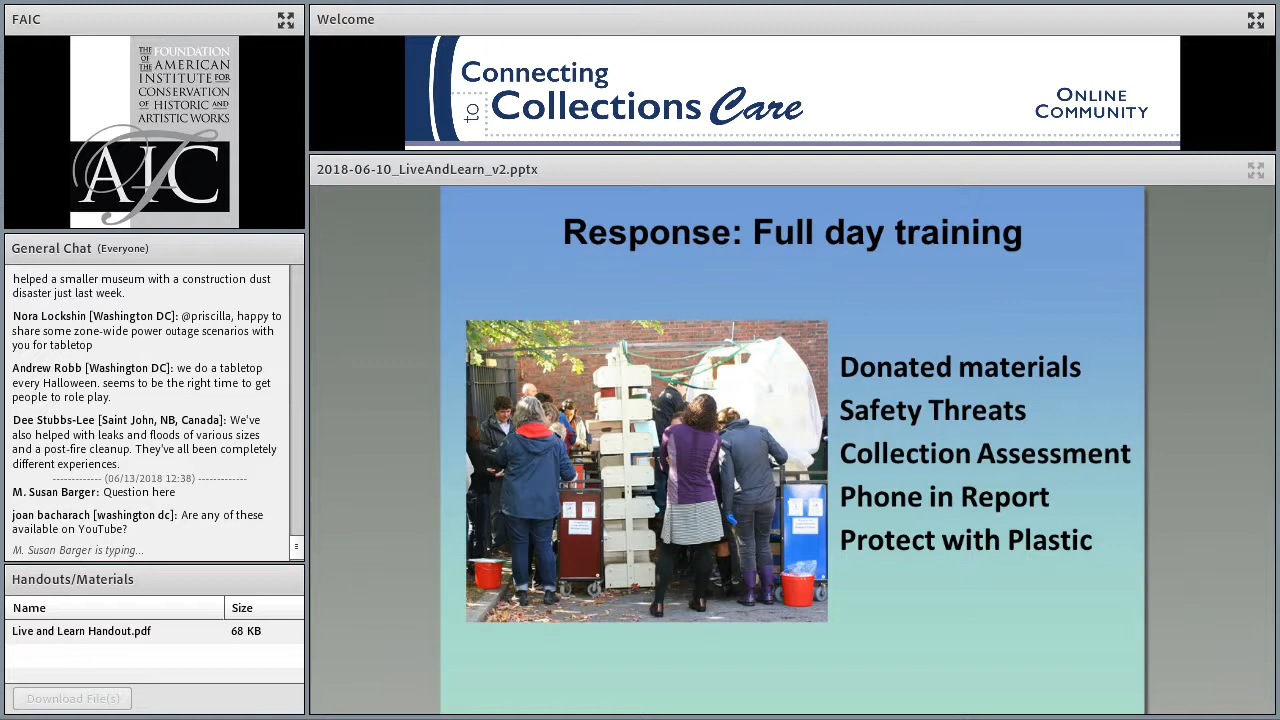 FAIC
THE FOUNDATION
OF THE AMERICAN
INSTITUTE FOR
CONSERVATION
OF HISTORIC AND
ARTISTIC WORKS
AIC
Welcome
Connecting
to Collections Care
ONLINE
COMMUNITY
General Chat (Everyone)
helped a smaller museum with a construction dust
disaster just last week.
Nora Lockshin [Washington DC]: @priscilla, happy to
share some zone-wide power outage scenarios with
you for tabletop
Andrew Robb [Washington DC]: we do a tabletop
every Halloween. seems to be the right time to get
people to role play.
Dee Stubbs-Lee [Saint John, NB, Canada]: We've
also helped with leaks and floods of various sizes
and a post-fire cleanup. They've all been completely
different experiences.
------------- (06/13/2018 12:38) -------------
M. Susan Barger: Question here
joan bacharach [washington dc]: Are any of these
available on YouTube?
M. Susan Barger is typing...
Handouts/Materials
Name Size
Live and Learn Handout.pdf 68 KB
Download File(s)
2018-06-10_LiveAndLearn_v2.pptx
Response: Full day training
Donated materials
Safety Threats
Collection Assessment
Phone in Report
Protect with Plastic